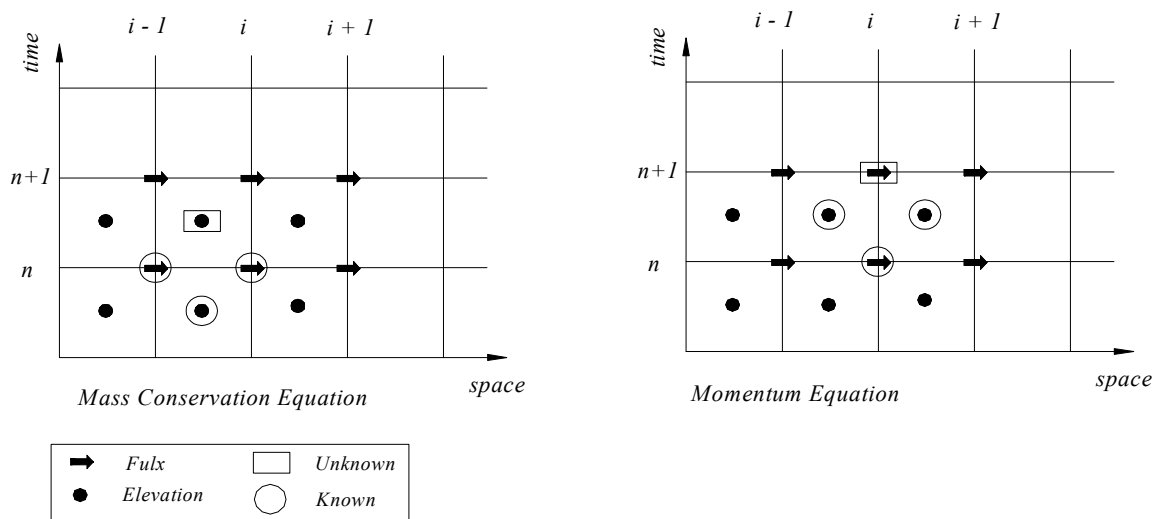 i - 1 i i + 1
time
n+1
n
space
Mass Conservation Equation
i - 1 i i + 1
time
n+1
n
space
Momentum Equation
Fulx Unknown
Elevation Known